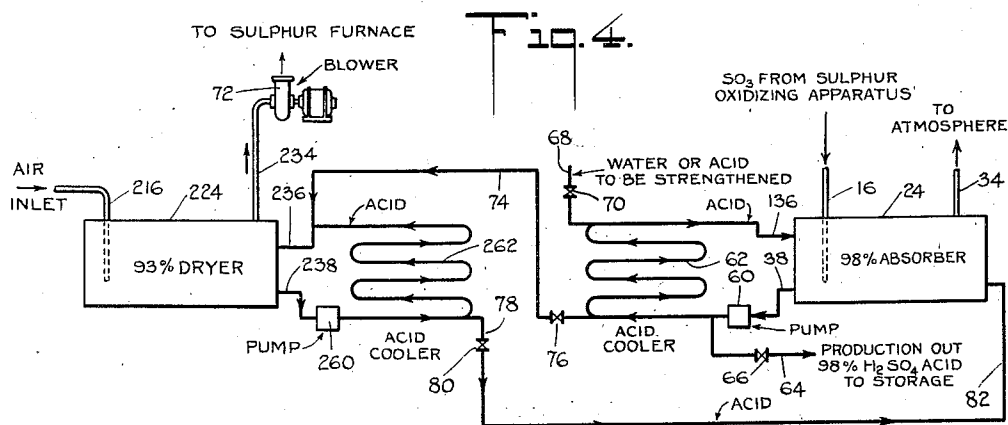 Fig. 4.
TO SULPHUR FURNACE
BLOWER
72
SO₃ FROM SULPHUR
OXIDIZING APPARATUS
TO
ATMOSPHERE
68
WATER OR ACID
TO BE STRENGTHENED
70
AIR
INLET
216
224
234
236
ACID
74
ACID
136
16
24
34
93% DRYER
238
262
62
38
60
98% ABSORBER
PUMP
260
ACID
COOLER
78
80
76
ACID
COOLER
PUMP
66
64
PRODUCTION OUT
98% H₂SO₄ ACID
TO STORAGE
82
ACID